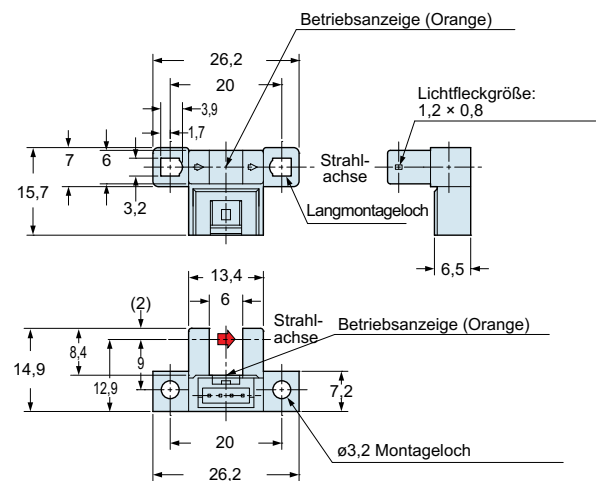 Betriebsanzeige (Orange)
26,2
20
3,9
1,7
Lichtfleckgröße:
1,2 × 0,8
7
6
15,7
3,2
Strahl-
achse
Langmontageloch
6,5
13,4
(2)
6
Strahl-
achse
Betriebsanzeige (Orange)
8,4
9
14,9
12,9
7,2
20
ø3,2 Montageloch
26,2